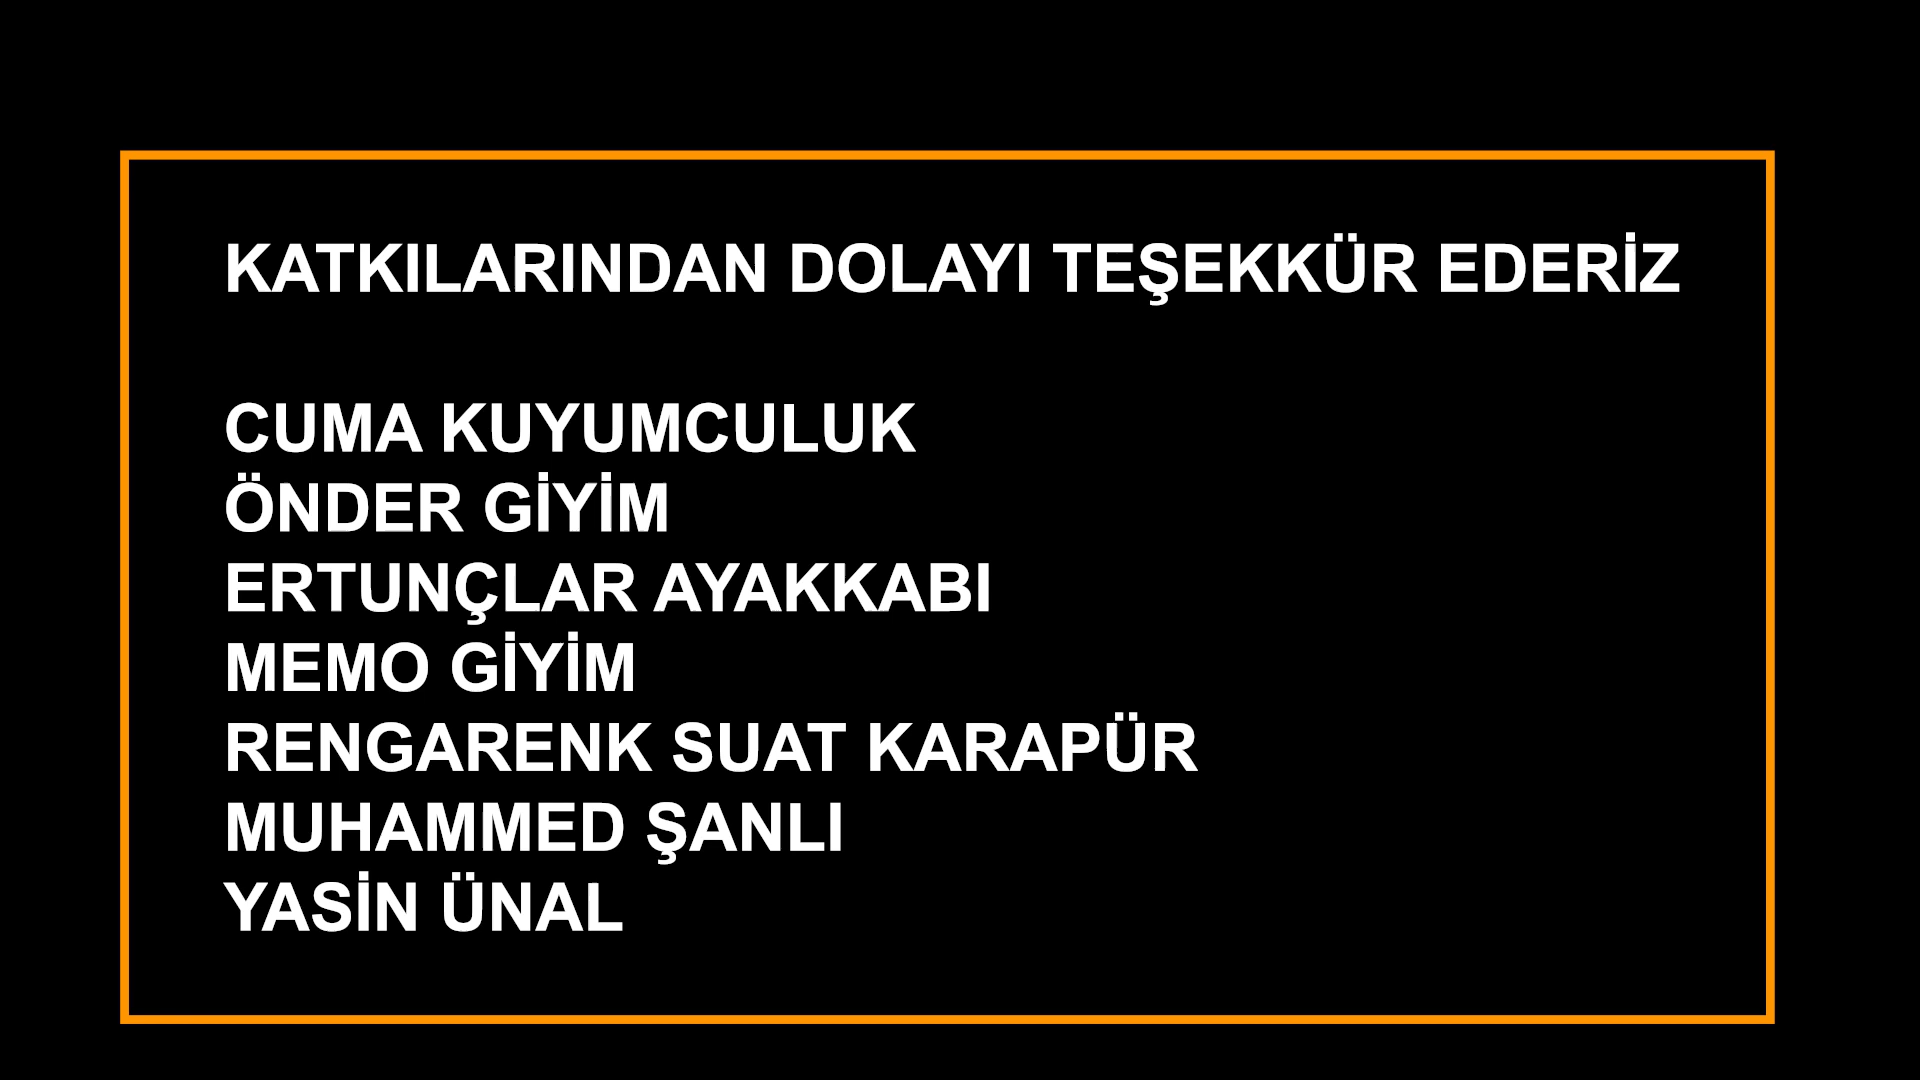 KATKILARINDAN DOLAYI TEŞEKKÜR EDERİZ
CUMA KUYUMCULUK
ÖNDER GİYİM
ERTUNÇLAR AYAKKABI
MEMO GİYİM
RENGARENK SUAT KARAPÜR
MUHAMMED ŞANLI
YASİN ÜNAL